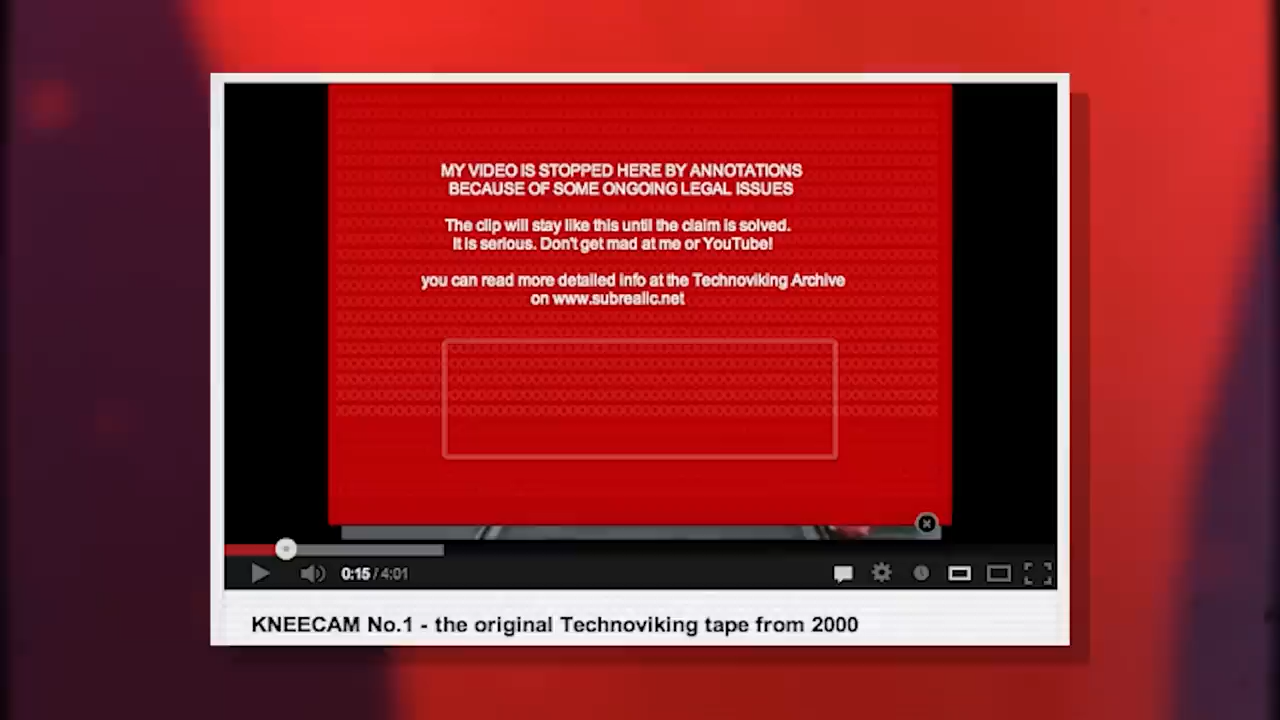 MY VIDEO IS STOPPED HERE BY ANNOTATIONS
BECAUSE OF SOME ONGOING LEGAL ISSUES
The clip will stay like this until the claim is solved.
It is serious. Don't get mad at me or YouTube!
you can read more detailed info at the Technoviking Archive
on www.subrealic.net
0:15 / 4:01
KNEECAM No.1 - the original Technoviking tape from 2000